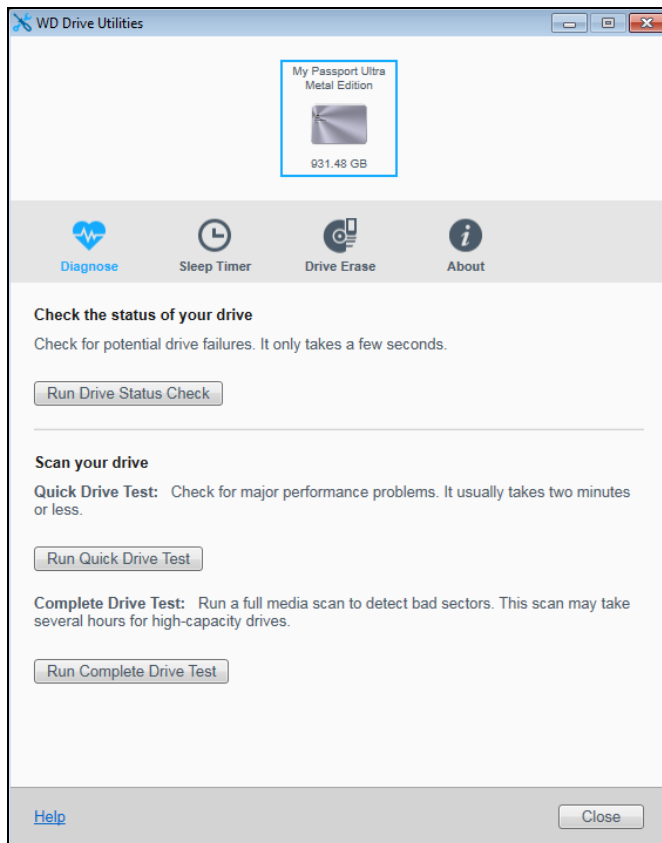 WD Drive Utilities
My Passport Ultra
Metal Edition
931.48 GB
Diagnose
Sleep Timer
Drive Erase
About
Check the status of your drive
Check for potential drive failures. It only takes a few seconds.
Run Drive Status Check
Scan your drive
Quick Drive Test: Check for major performance problems. It usually takes two minutes
or less.
Run Quick Drive Test
Complete Drive Test: Run a full media scan to detect bad sectors. This scan may take
several hours for high-capacity drives.
Run Complete Drive Test
Help
Close